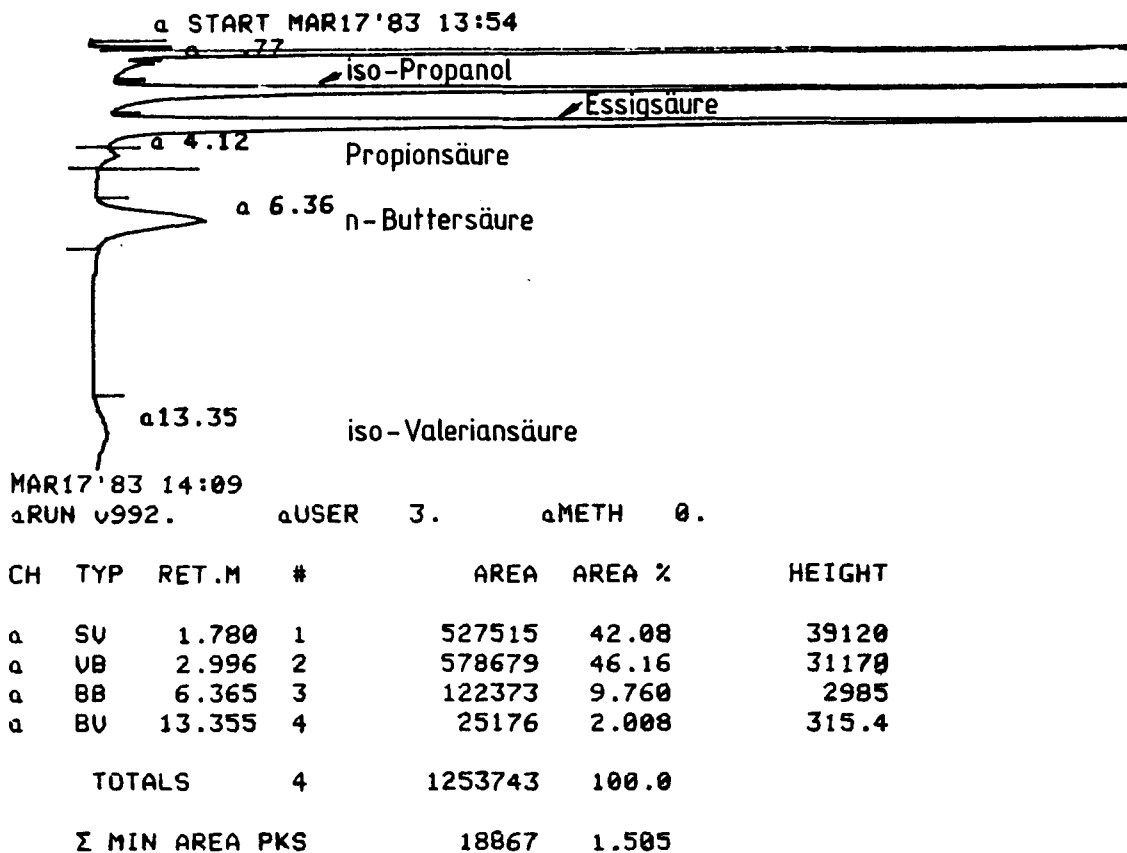 a START MAR17'83 13:54
a .77
iso-Propanol
Essigsäure
a 4.12
Propionsäure
a 6.36
n-Buttersäure
a13.35
iso-Valeriansäure
MAR17'83 14:09
aRUN v992. aUSER 3. aMETH 0.
CH TYP RET.M # AREA AREA % HEIGHT
a SV 1.780 1 527515 42.08 39120
a VB 2.996 2 578679 46.16 31170
a BB 6.365 3 122373 9.760 2985
a BV 13.355 4 25176 2.008 315.4
TOTALS 4 1253743 100.0
Σ MIN AREA PKS 18867 1.505